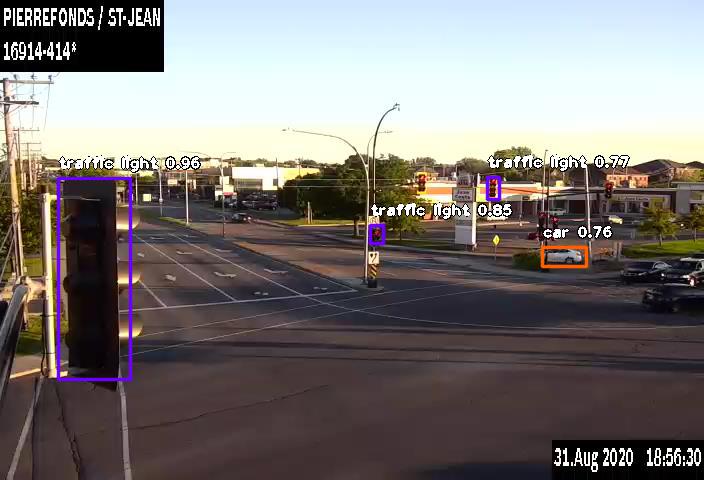 PIERREFONDS / ST-JEAN
16914-414*
traffic light 0.96
traffic light 0.77
traffic light 0.85
car 0.76
31.Aug 2020 18:56:30